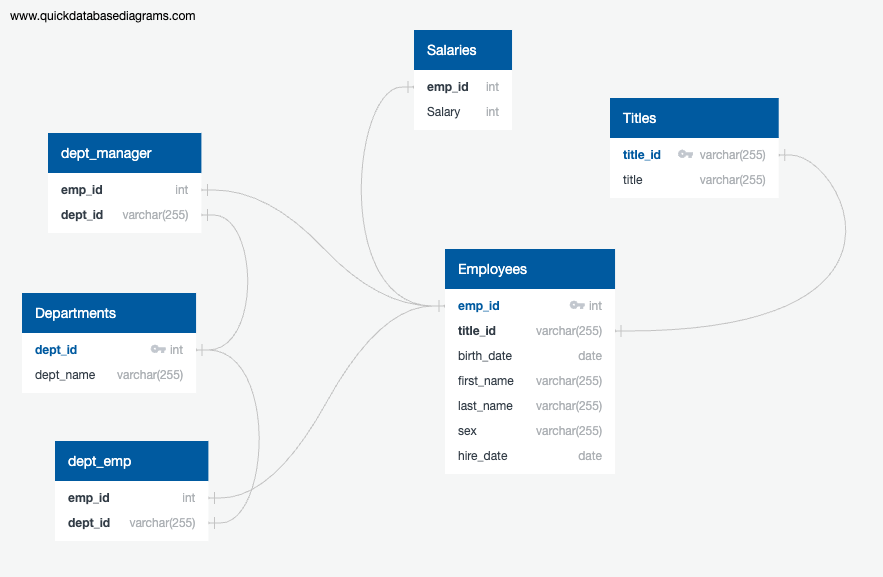 www.quickdatabasediagrams.com
Salaries
emp_id int
Salary int
Titles
title_id varchar(255)
title varchar(255)
dept_manager
emp_id int
dept_id varchar(255)
Employees
emp_id int
title_id varchar(255)
birth_date date
first_name varchar(255)
last_name varchar(255)
sex varchar(255)
hire_date date
Departments
dept_id int
dept_name varchar(255)
dept_emp
emp_id int
dept_id varchar(255)